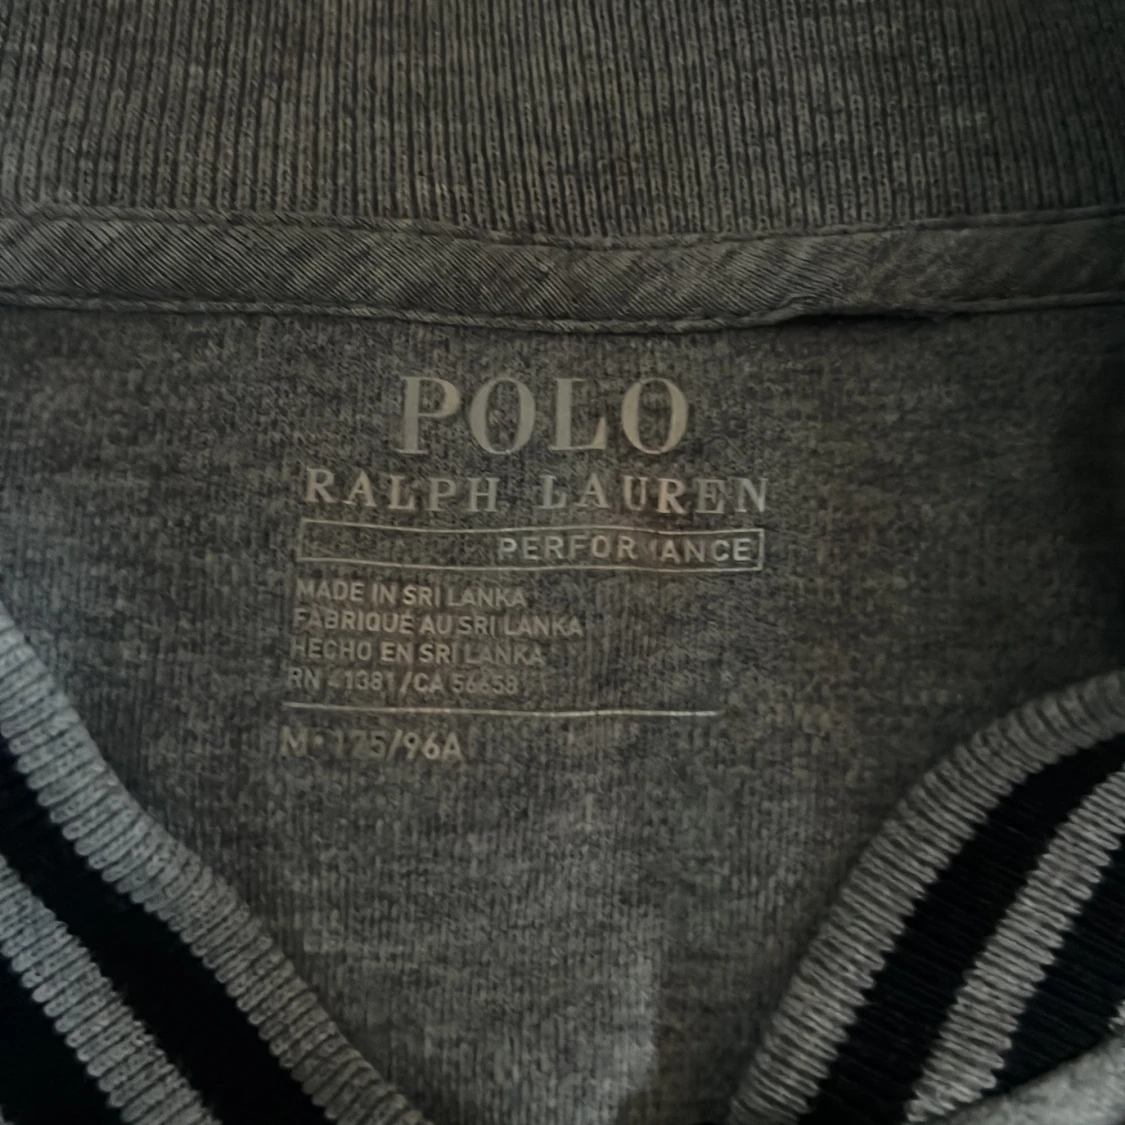 POLO
RALPH LAUREN
PERFORMANCE
MADE IN SRI LANKA
FABRIQUÉ AU SRI LANKA
HECHO EN SRI LANKA
RN 41381/CA 56658
M• 175/96A